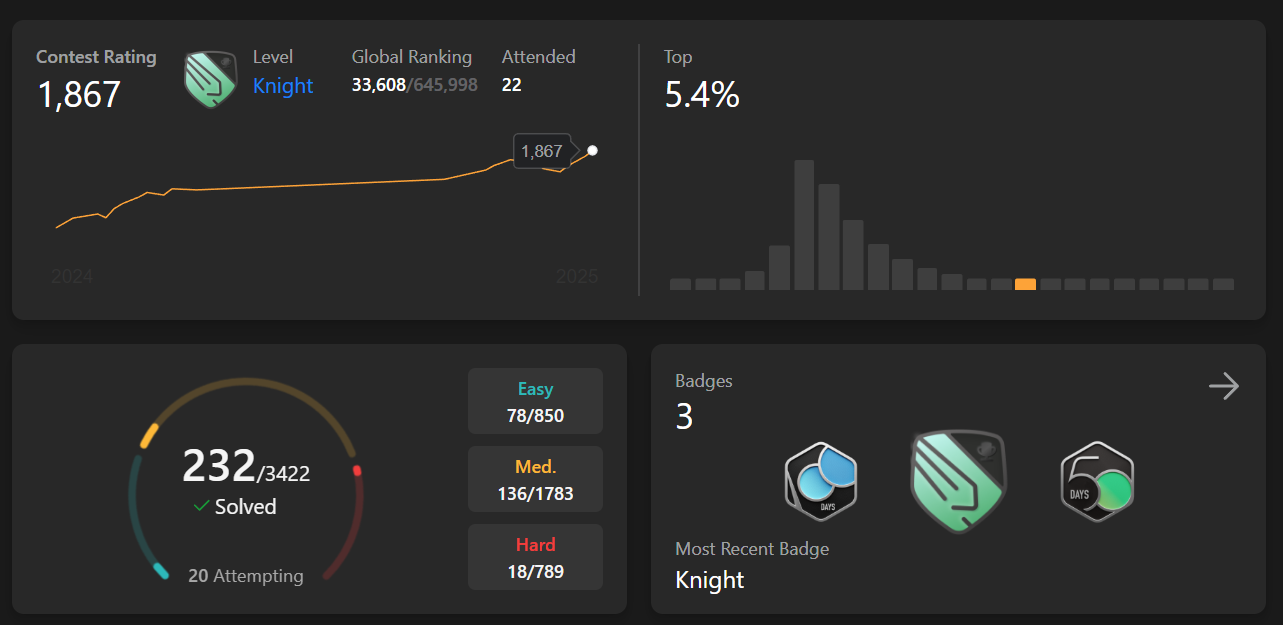 Contest Rating
1,867
Level
Knight
Global Ranking
33,608/645,998
Attended
22
1,867
2024
2025
Top
5.4%
232/3422
Solved
20 Attempting
Easy
78/850
Med.
136/1783
Hard
18/789
Badges
3
DAYS
50
DAYS
Most Recent Badge
Knight